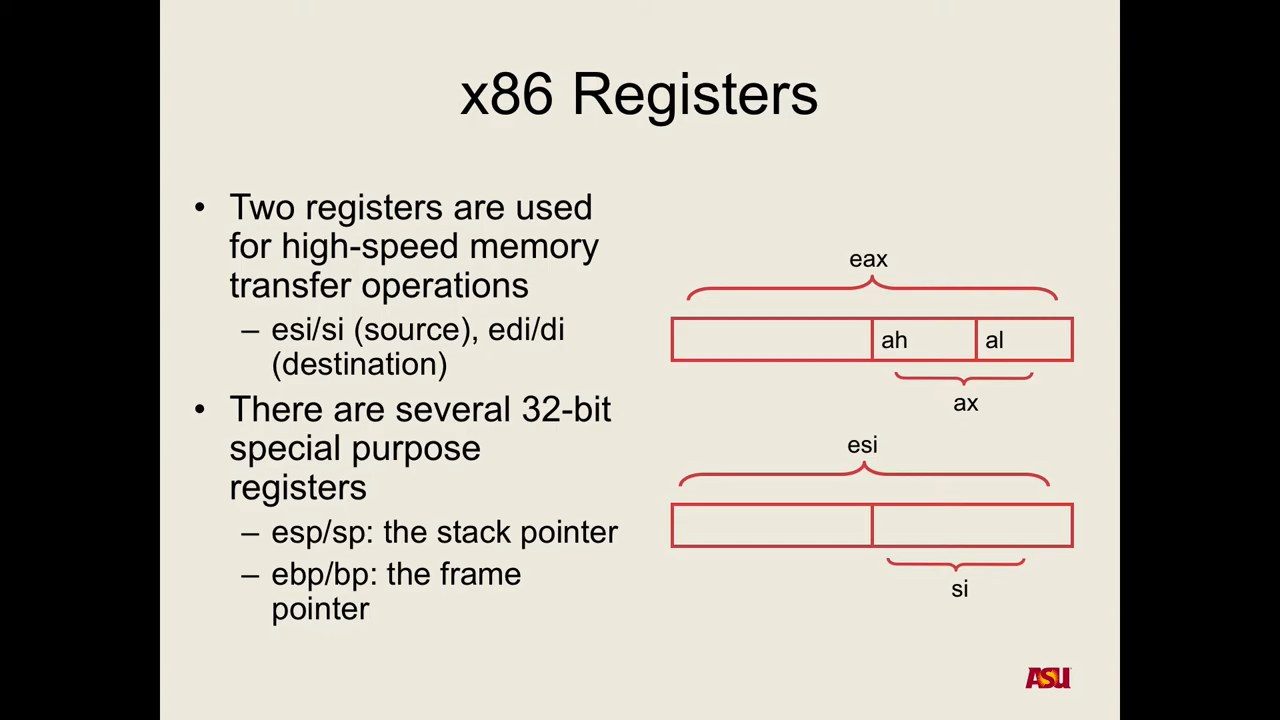 x86 Registers
• Two registers are used
for high-speed memory
transfer operations
– esi/si (source), edi/di
(destination)
• There are several 32-bit
special purpose
registers
– esp/sp: the stack pointer
– ebp/bp: the frame
pointer
eax
ah al
ax
esi
si
ASU